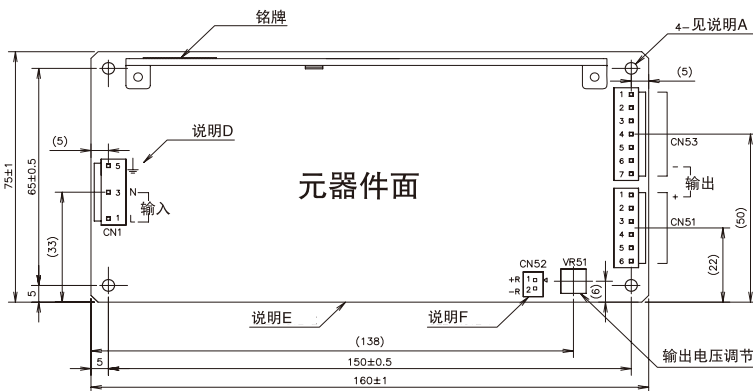 铭牌
4-见说明A
(5)
说明D
(5)
75±1
65±0.5
(33)
5
5
3
1
N
L
输入
CN1
元器件面
1
2
3
4
5
6
7
CN53
-
输出
+
1
2
3
4
5
6
CN51
(50)
(22)
CN52
+R
-R
1
2
VR51
(6)
说明E
说明F
输出电压调节
(138)
5
150±0.5
160±1